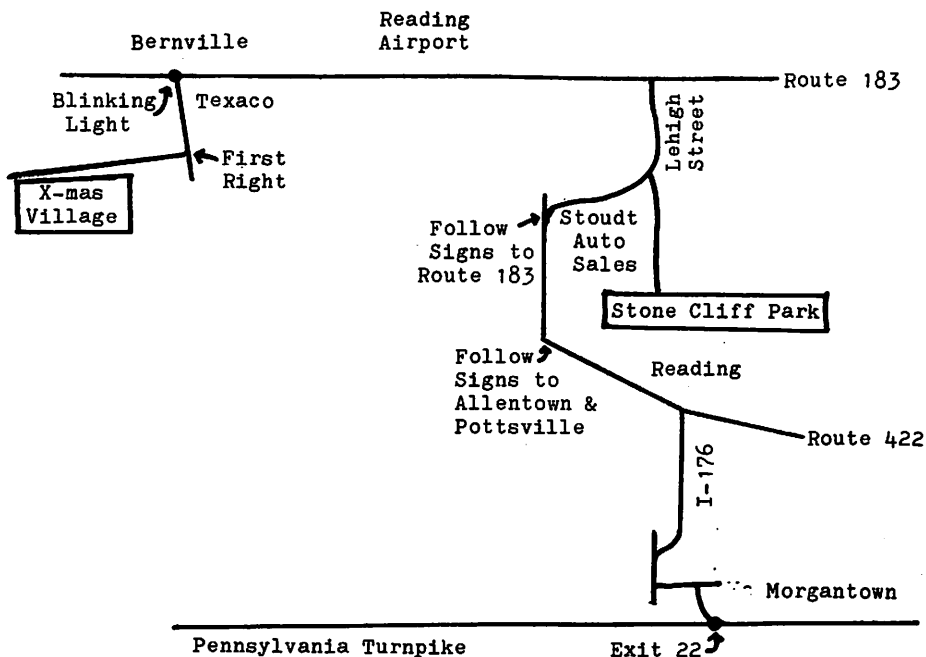 Reading
Airport
Bernville
Route 183
Blinking
Light
Texaco
Lehigh
Street
First
Right
X-mas
Village
Follow
Signs to
Route 183
Stoudt
Auto
Sales
Stone Cliff Park
Follow
Signs to
Allentown &
Pottsville
Reading
Route 422
I-176
Morgantown
Pennsylvania Turnpike
Exit 22